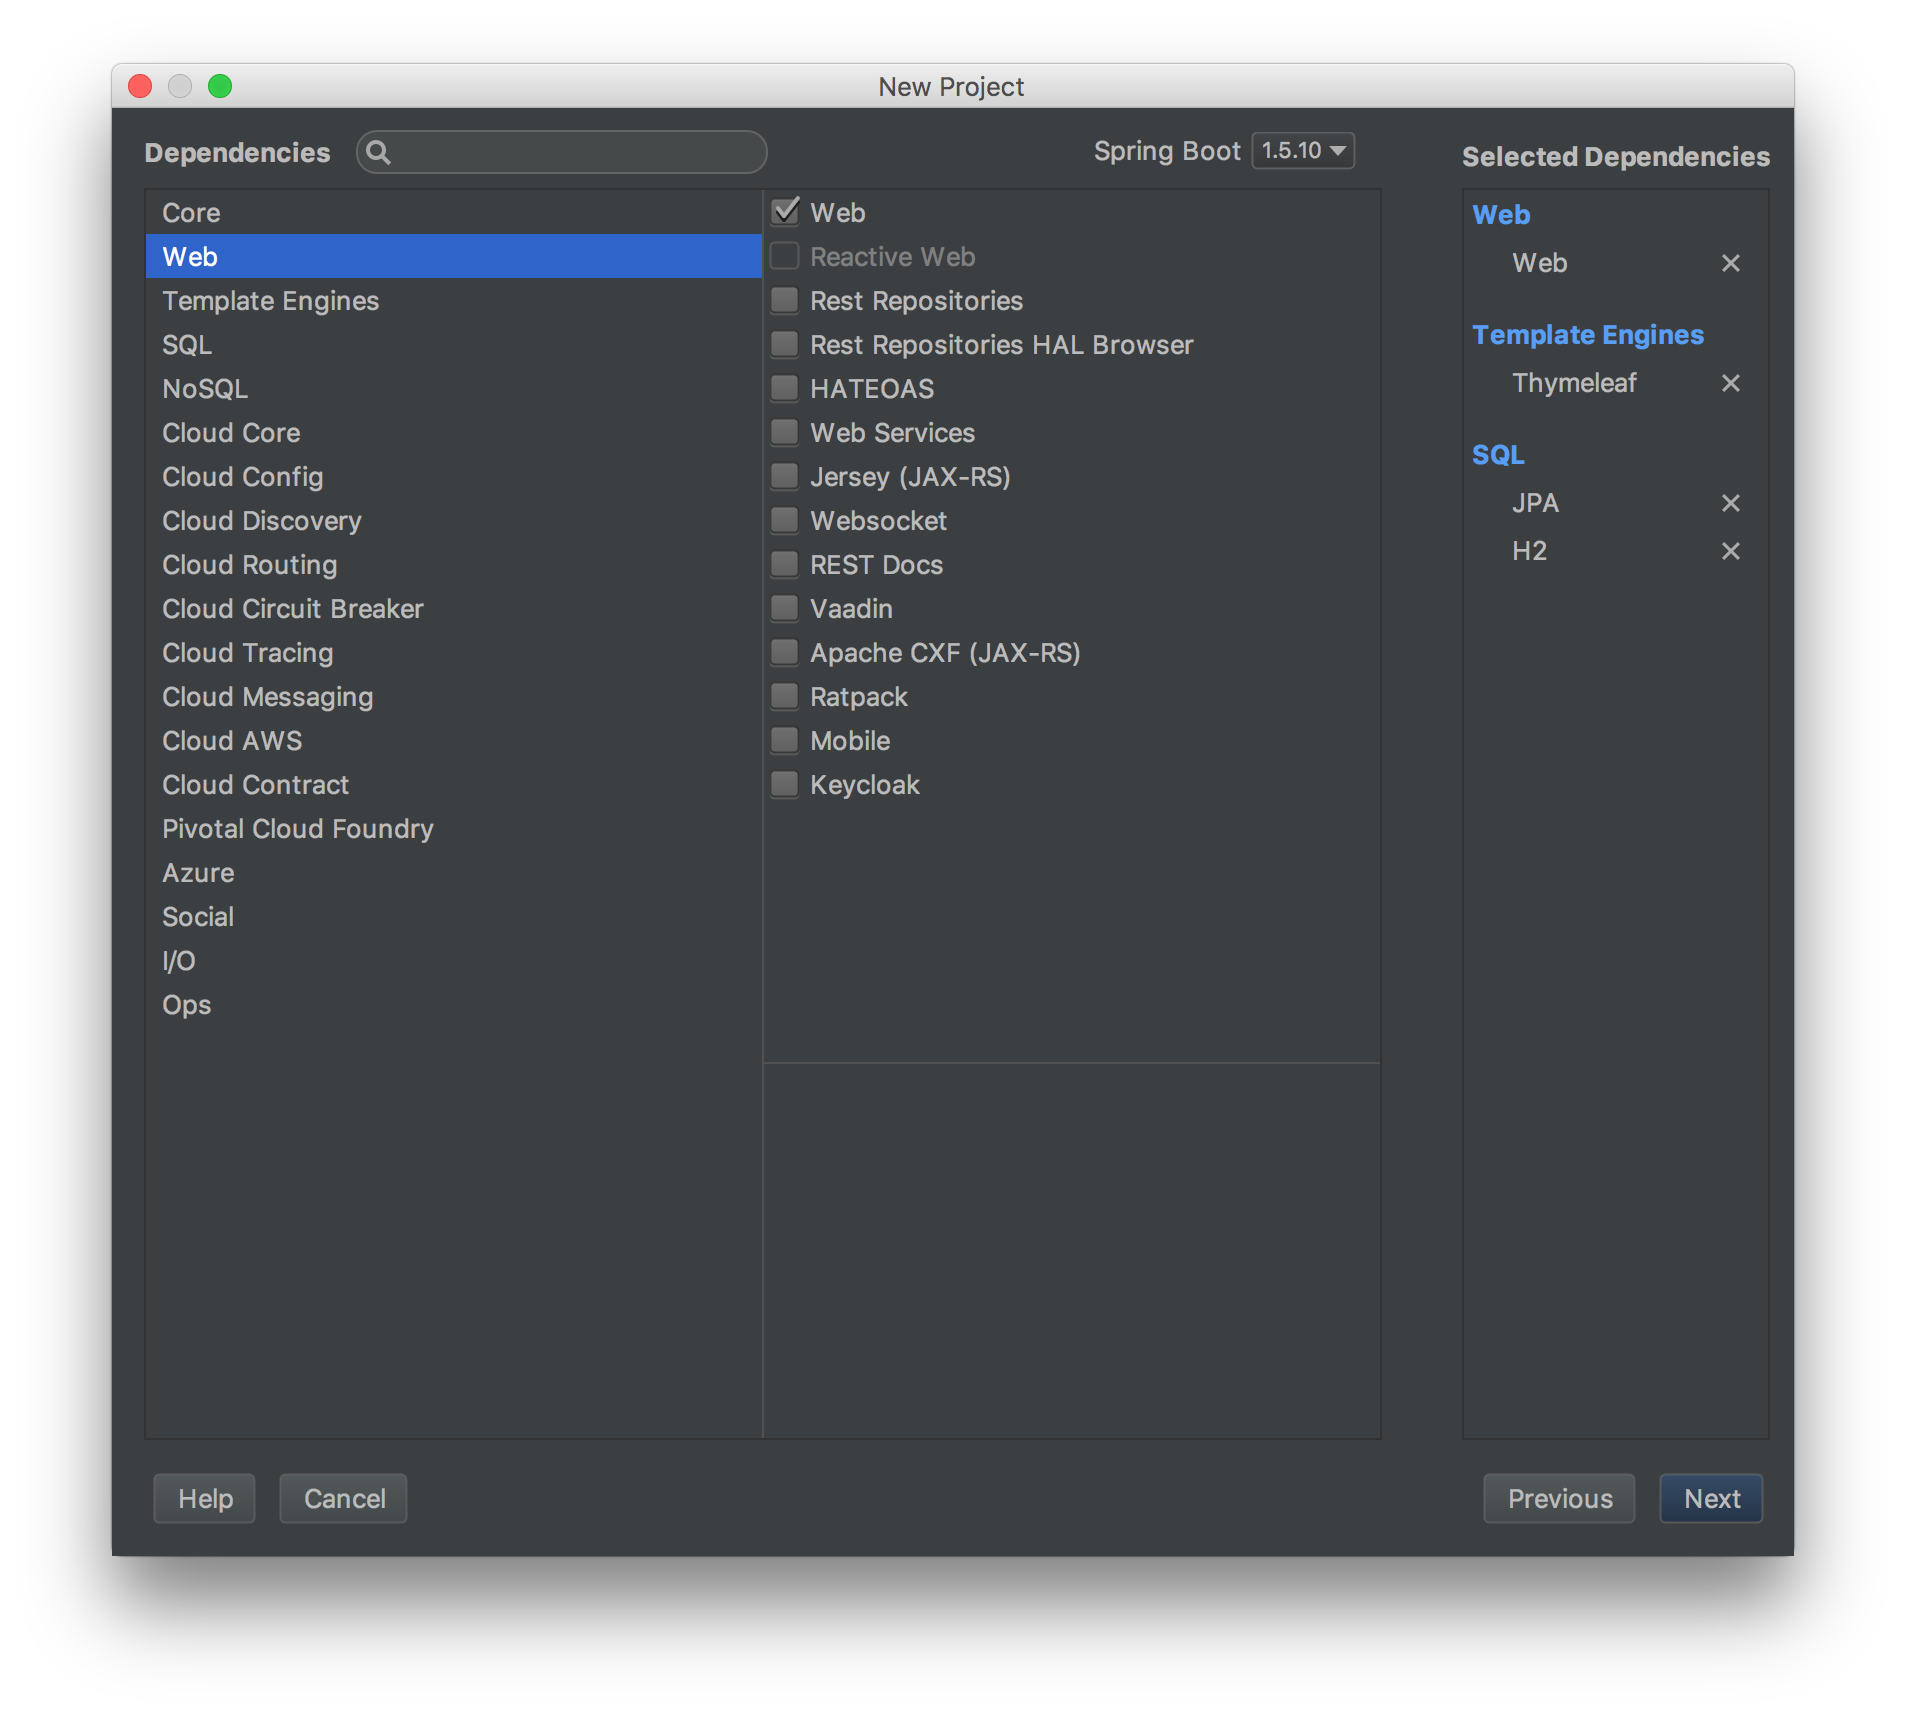 New Project
Dependencies
Spring Boot 1.5.10
Selected Dependencies
Core
Web
Template Engines
SQL
NoSQL
Cloud Core
Cloud Config
Cloud Discovery
Cloud Routing
Cloud Circuit Breaker
Cloud Tracing
Cloud Messaging
Cloud AWS
Cloud Contract
Pivotal Cloud Foundry
Azure
Social
I/O
Ops
Web
Reactive Web
Rest Repositories
Rest Repositories HAL Browser
HATEOAS
Web Services
Jersey (JAX-RS)
Websocket
REST Docs
Vaadin
Apache CXF (JAX-RS)
Ratpack
Mobile
Keycloak
Web
Web
Template Engines
Thymeleaf
SQL
JPA
H2
Help
Cancel
Previous
Next